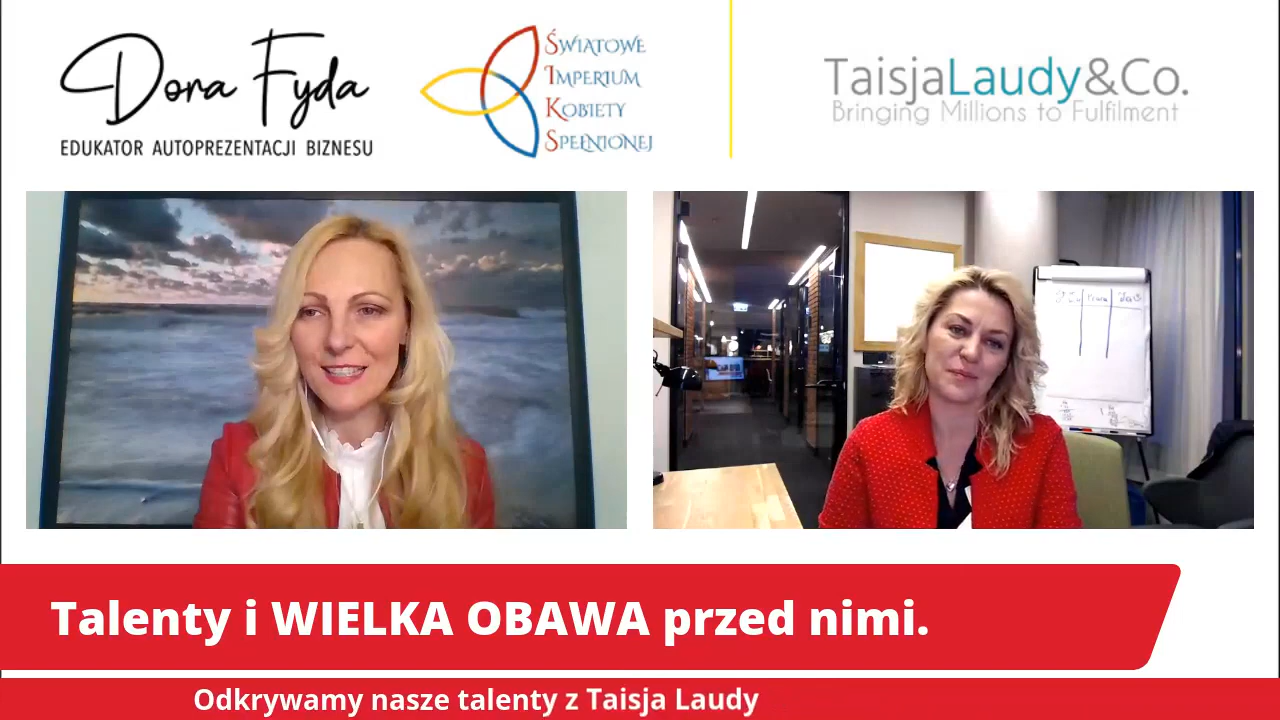 Dora Fyda
EDUKATOR AUTOPREZENTACJI BIZNESU
ŚWIATOWE
IMPERIUM
KOBIETY
SPEŁNIONEJ
TaisjaLaudy&Co.
Bringing Millions to Fulfilment
Talenty i WIELKA OBAWA przed nimi.
Odkrywamy nasze talenty z Taisja Laudy